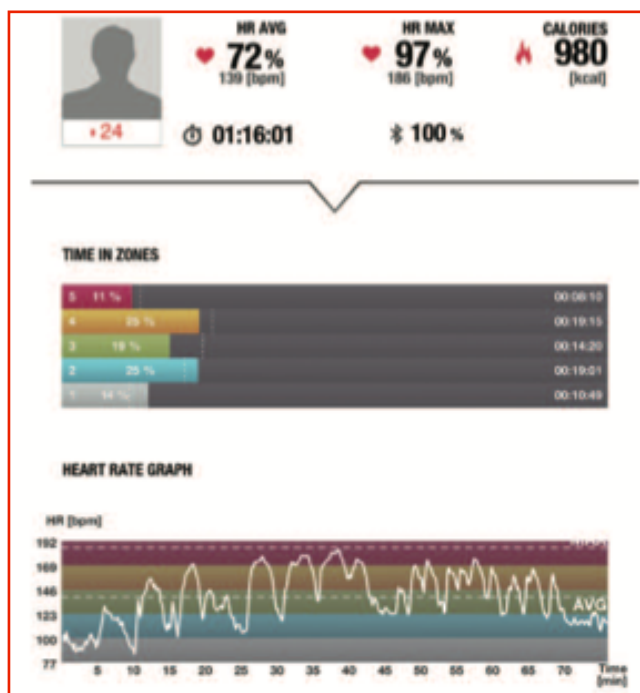 HR AVG
72%
139 [bpm]
HR MAX
97%
186 [bpm]
CALORIES
980
[kcal]
24
01:16:01
100 %
TIME IN ZONES
5 11 % 00:08:10
4 25 % 00:19:15
3 19 % 00:14:20
2 25 % 00:19:01
1 14 % 00:10:49
HEART RATE GRAPH
HR [bpm]
192
169
146
AVG
123
100
77
5 10 15 20 25 30 35 40 45 50 55 60 65 70 Time
[min]